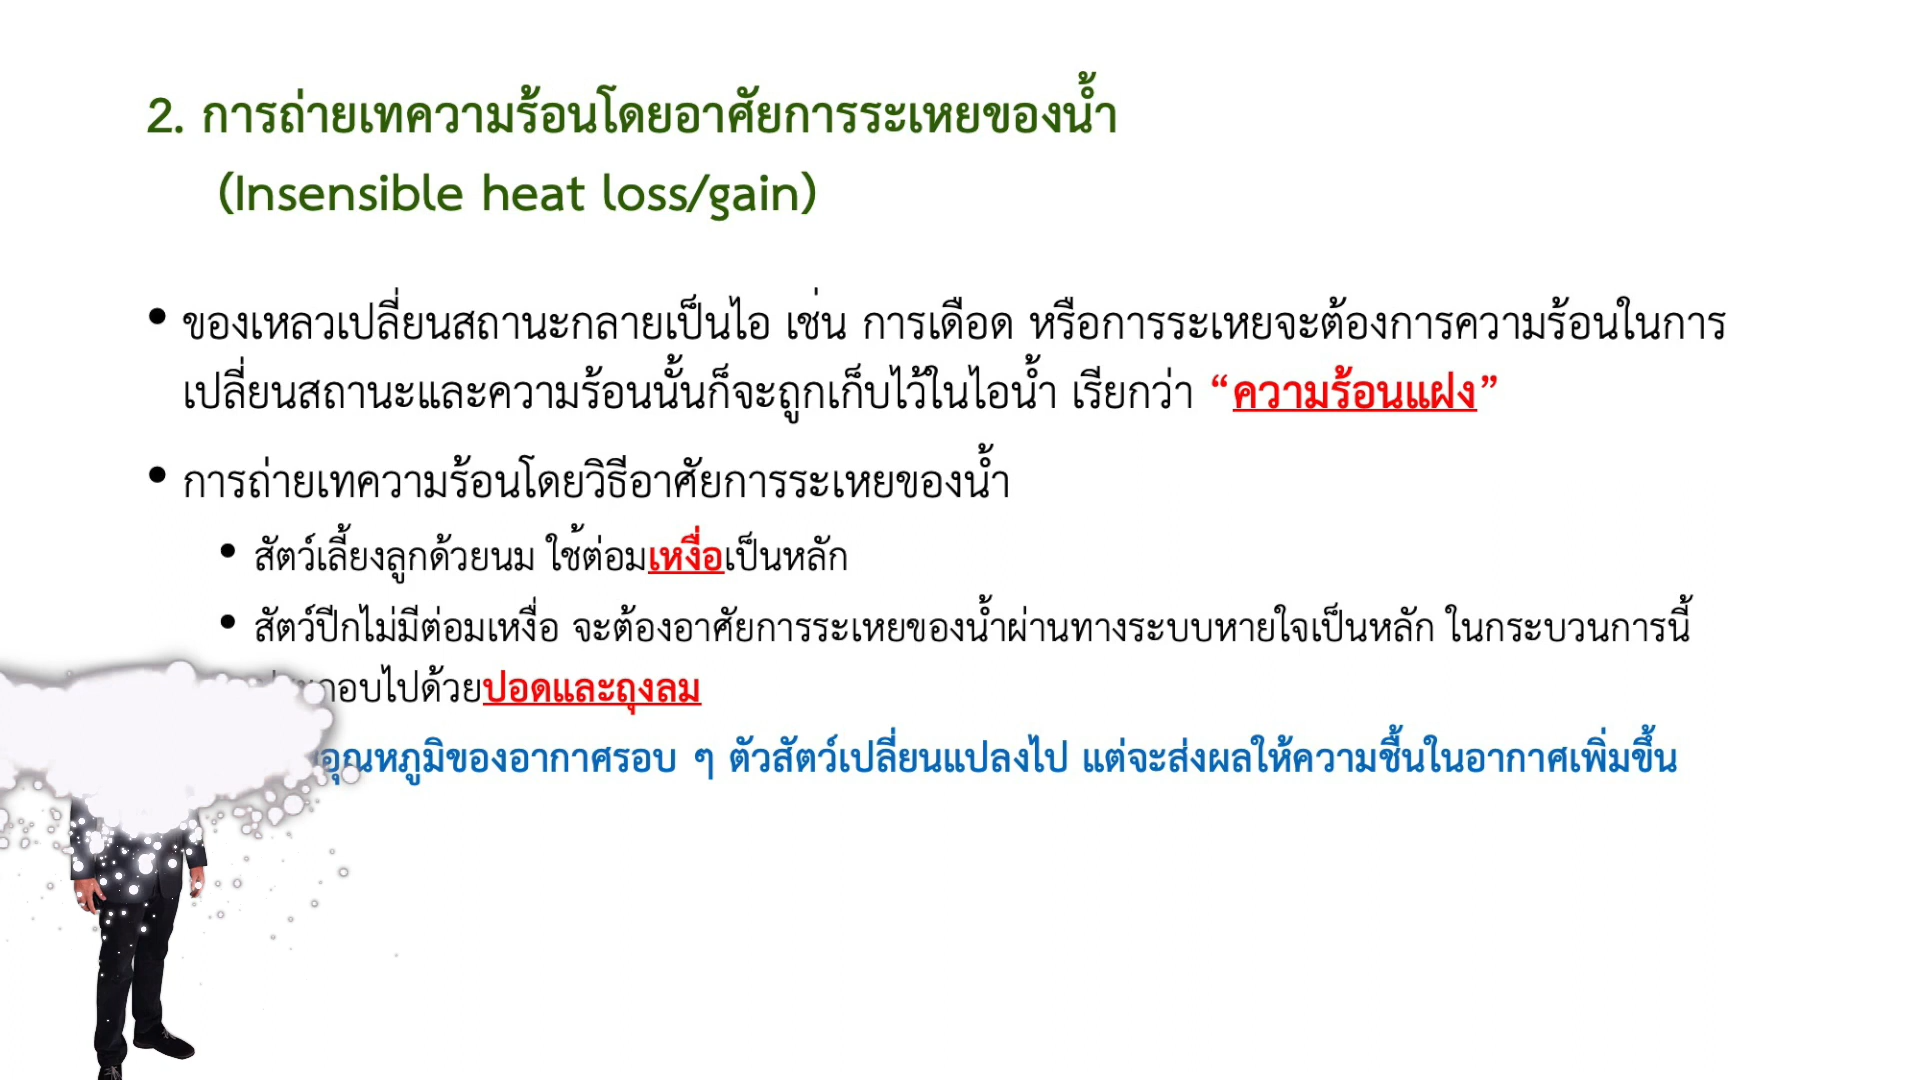 2. การถ่ายเทความร้อนโดยอาศัยการระเหยของน้ำ
(Insensible heat loss/gain)
• ของเหลวเปลี่ยนสถานะกลายเป็นไอ เช่น การเดือด หรือการระเหยจะต้องการความร้อนในการ
เปลี่ยนสถานะและความร้อนนั้นก็จะถูกเก็บไว้ในไอน้ำ เรียกว่า “ความร้อนแฝง”
• การถ่ายเทความร้อนโดยวิธีอาศัยการระเหยของน้ำ
• สัตว์เลี้ยงลูกด้วยนม ใช้ต่อมเหงื่อเป็นหลัก
• สัตว์ปีกไม่มีต่อมเหงื่อ จะต้องอาศัยการระเหยของน้ำผ่านทางระบบหายใจเป็นหลัก ในกระบวนการนี้
อบไปด้วยปอดและถุงลม
อุณหภูมิของอากาศรอบ ๆ ตัวสัตว์เปลี่ยนแปลงไป แต่จะส่งผลให้ความชื้นในอากาศเพิ่มขึ้น